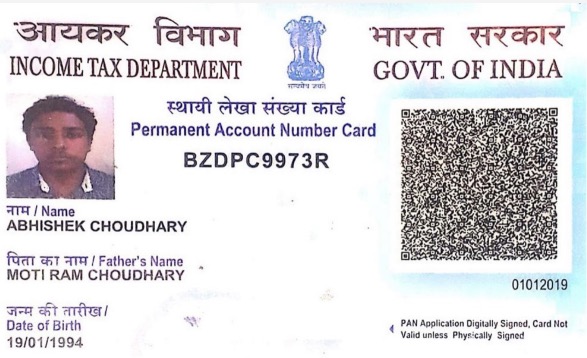 आयकर विभाग
INCOME TAX DEPARTMENT
भारत सरकार
GOVT. OF INDIA
सत्यमेव जयते
स्थायी लेखा संख्या कार्ड
Permanent Account Number Card
BZDPC9973R
नाम / Name
ABHISHEK CHOUDHARY
पिता का नाम / Father's Name
MOTI RAM CHOUDHARY
जन्म की तारीख /
Date of Birth
19/01/1994
01012019
PAN Application Digitally Signed, Card Not
Valid unless Physically Signed